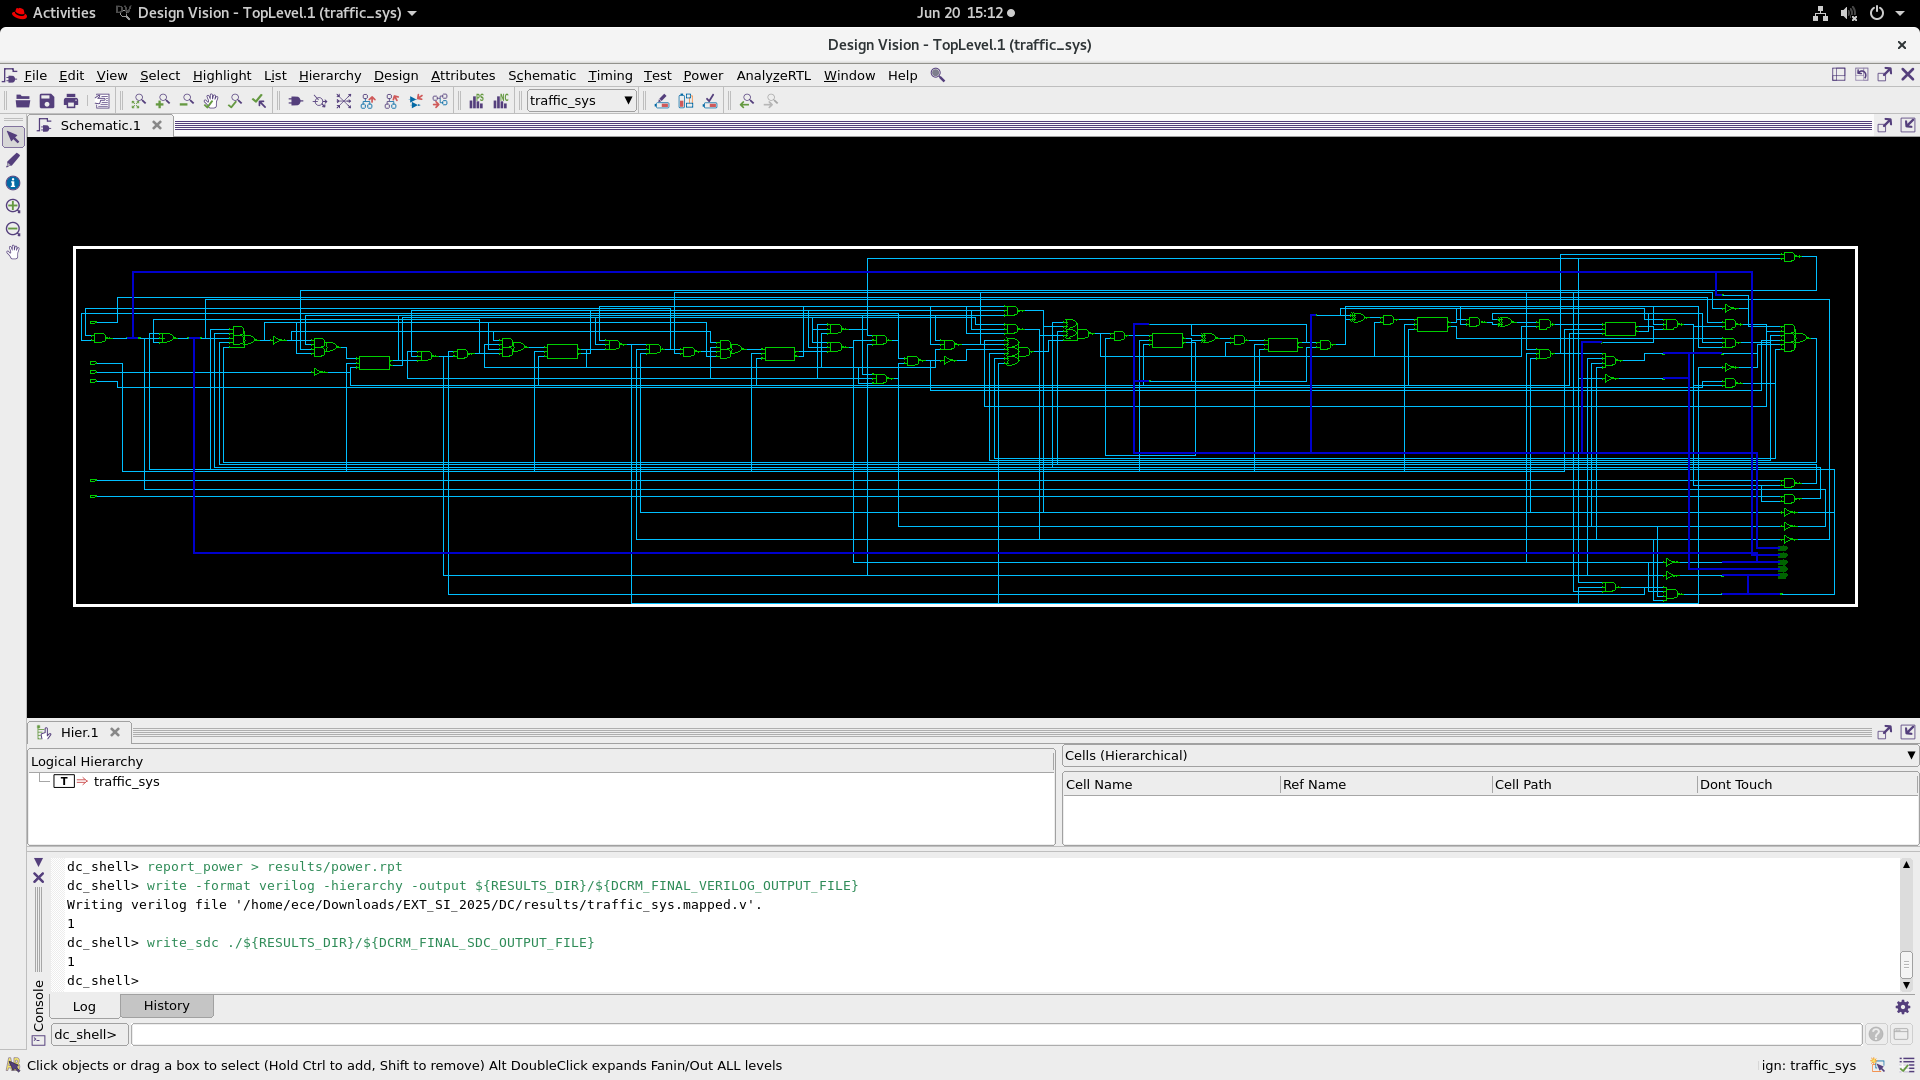 Activities
Design Vision - TopLevel.1 (traffic_sys)
Jun 20 15:12
Design Vision - TopLevel.1 (traffic_sys)
File Edit View Select Highlight List Hierarchy Design Attributes Schematic Timing Test Power AnalyzeRTL Window Help
traffic_sys
Schematic.1
Hier.1
Logical Hierarchy
T traffic_sys
Cells (Hierarchical)
Cell Name Ref Name Cell Path Dont Touch
dc_shell> report_power > results/power.rpt
dc_shell> write -format verilog -hierarchy -output ${RESULTS_DIR}/${DCRM_FINAL_VERILOG_OUTPUT_FILE}
Writing verilog file '/home/ece/Downloads/EXT_SI_2025/DC/results/traffic_sys.mapped.v'.
1
dc_shell> write_sdc ./${RESULTS_DIR}/${DCRM_FINAL_SDC_OUTPUT_FILE}
1
dc_shell>
Console
Log History
dc_shell>
Click objects or drag a box to select (Hold Ctrl to add, Shift to remove) Alt DoubleClick expands Fanin/Out ALL levels
ign: traffic_sys